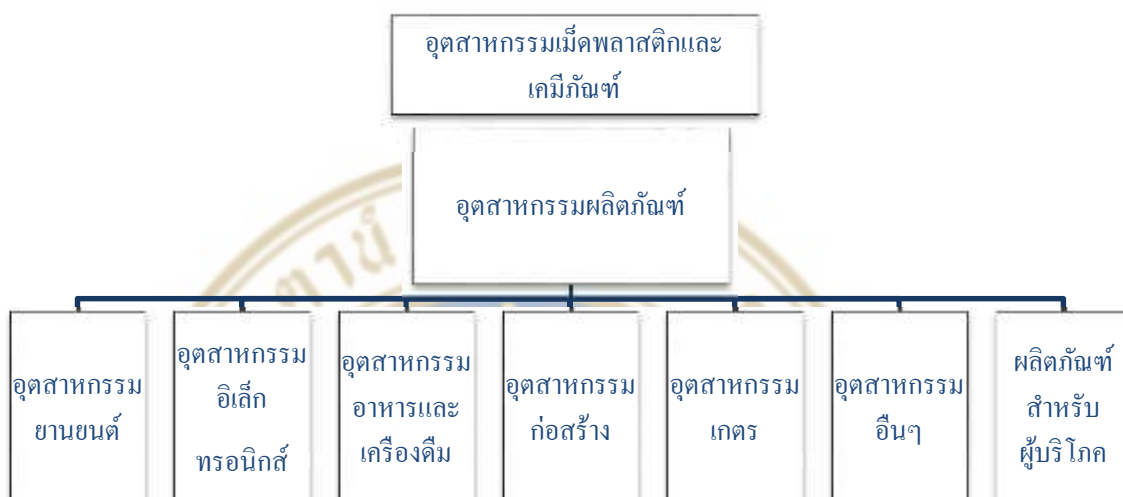 อุตสาหกรรมเม็ดพลาสติกและ
เคมีภัณฑ์
อุตสาหกรรมผลิตภัณฑ์
อุตสาหกรรม
ยานยนต์
อุตสาหกรรม
อิเล็ก
ทรอนิกส์
อุตสาหกรรม
อาหารและ
เครื่องดืม
อุตสาหกรรม
ก่อสร้าง
อุตสาหกรรม
เกตร
อุตสาหกรรม
อืนๆ
ผลิตภัณฑ์
สำหรับ
ผู้บริโภค